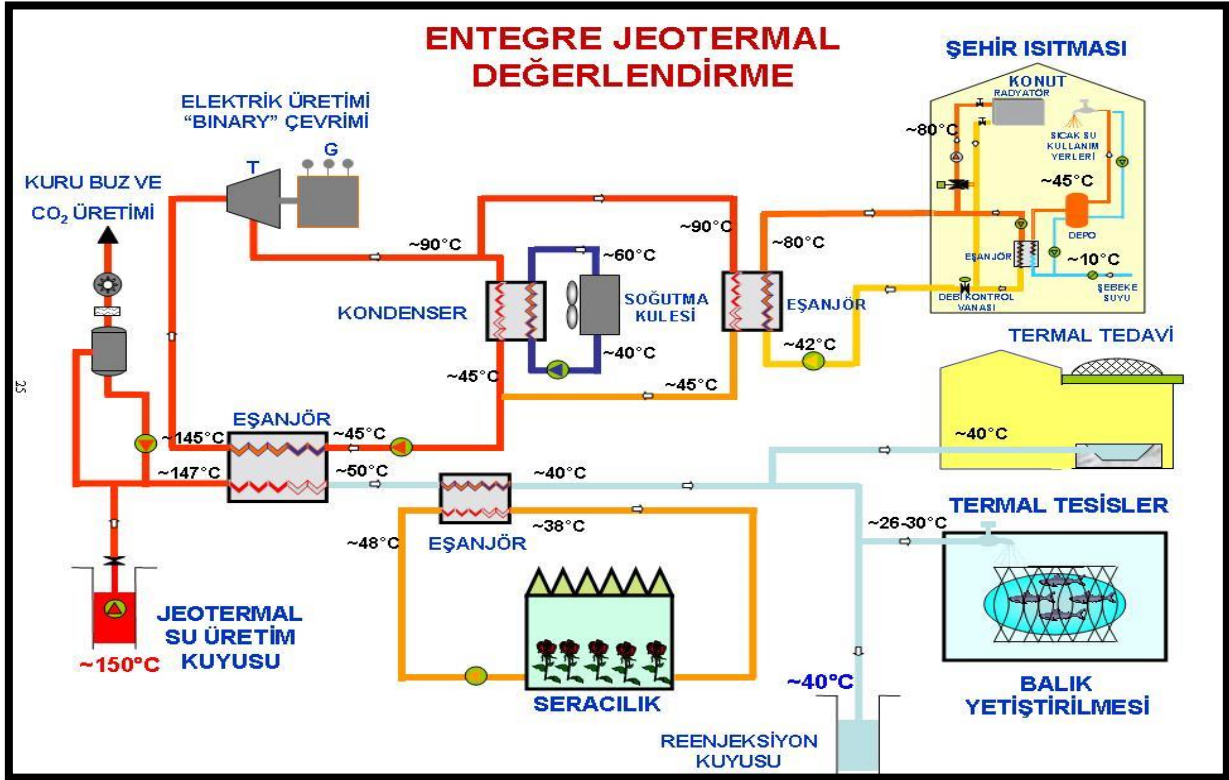 ENTEGRE JEOTERMAL
DEĞERLENDİRME
ŞEHİR ISITMASI
KONUT
RADYATÖR
~80°C
SICAK SU
KULLANIM
YERLERİ
~45°C
DEPO
EŞANJÖR
~10°C
ŞEBEKE
SUYU
DEBİ KONTROL
VANASI
ELEKTRİK ÜRETİMİ
"BINARY" ÇEVRİMİ
T
G
KURU BUZ VE
CO₂ ÜRETİMİ
~90°C
~60°C
~90°C
~80°C
KONDENSER
SOĞUTMA
KULESİ
EŞANJÖR
~40°C
~42°C
~45°C
~45°C
TERMAL TEDAVİ
25
EŞANJÖR
~145°C
~45°C
~147°C
~50°C
~40°C
~40°C
TERMAL TESİSLER
~26-30°C
~48°C
EŞANJÖR
~38°C
JEOTERMAL
SU ÜRETİM
KUYUSU
~150°C
SERACILIK
~40°C
BALIK
YETİŞTİRİLMESİ
REENJEKSİYON
KUYUSU